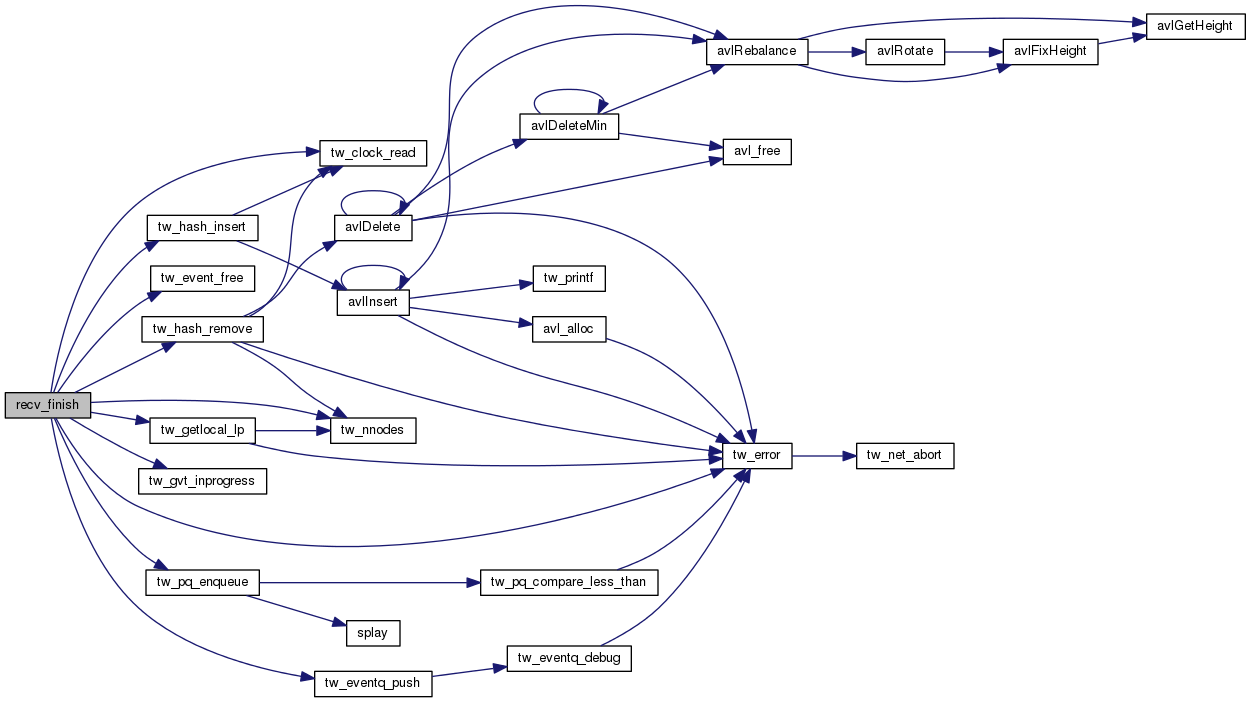 avlGetHeight
avlRebalance
avlRotate
avlFixHeight
avlDeleteMin
tw_clock_read
avl_free
tw_hash_insert
avlDelete
tw_event_free
tw_printf
avlInsert
tw_hash_remove
avl_alloc
recv_finish
tw_getlocal_lp
tw_nnodes
tw_error
tw_net_abort
tw_gvt_inprogress
tw_pq_enqueue
tw_pq_compare_less_than
splay
tw_eventq_debug
tw_eventq_push